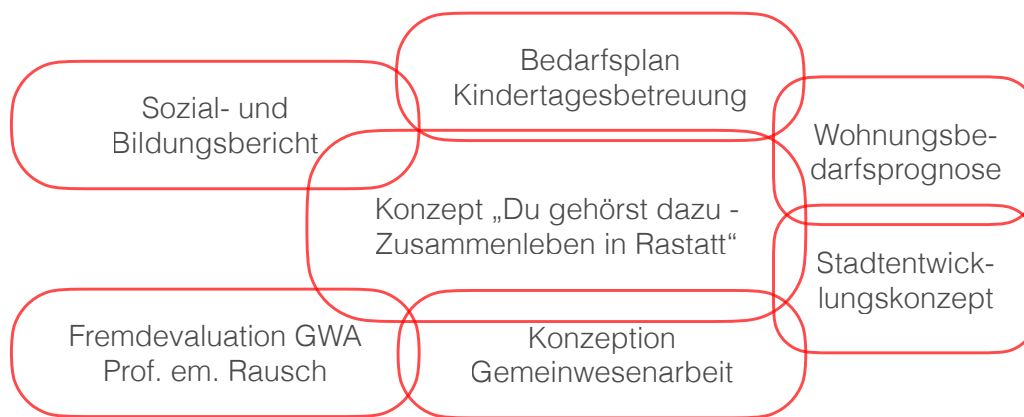 Bedarfsplan
Kindertagesbetreuung
Sozial- und
Bildungsbericht
Wohnungsbe-
darfsprognose
Konzept „Du gehörst dazu -
Zusammenleben in Rastatt“
Stadtentwick-
lungskonzept
Fremdevaluation GWA
Prof. em. Rausch
Konzeption
Gemeinwesenarbeit